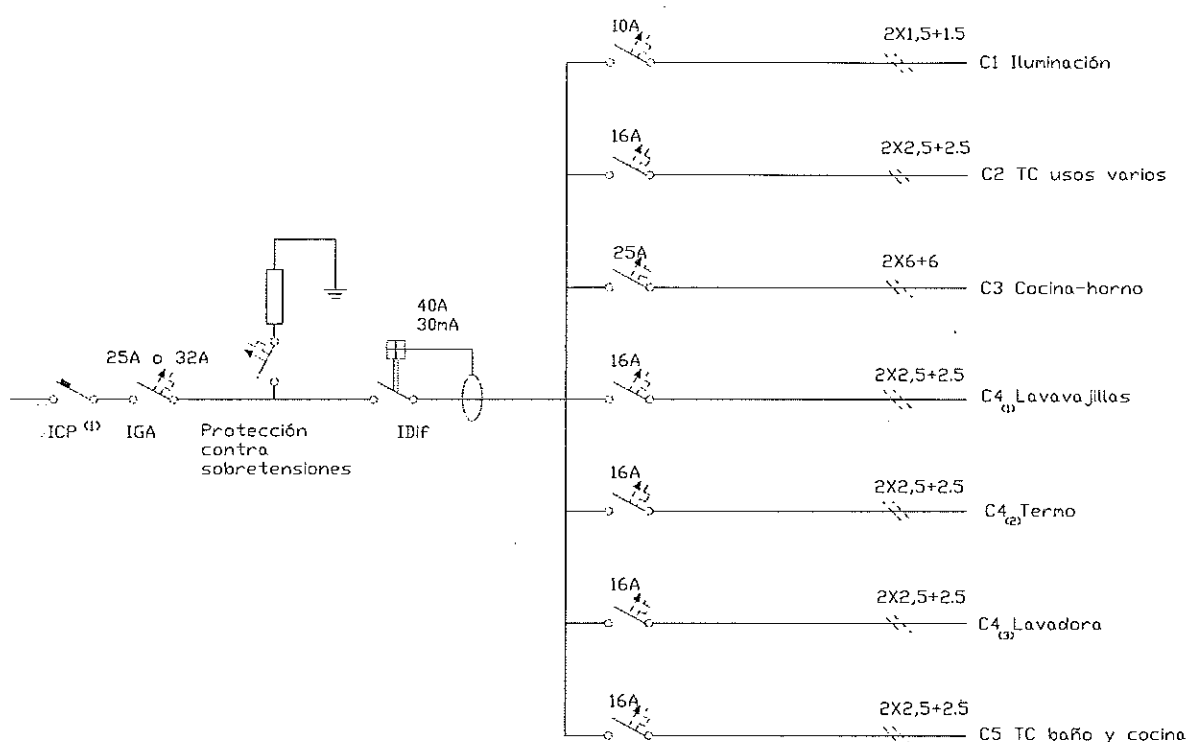 10A
2X1,5+1.5
C1 Iluminación
16A
2X2,5+2.5
C2 TC usos varios
25A
2X6+6
C3 Cocina-horno
40A
30mA
25A o 32A
16A
2X2,5+2.5
C4(1) Lavavajillas
ICP (1)
IGA
Protección
contra
sobretensiones
IDif
16A
2X2,5+2.5
C4(2) Termo
16A
2X2,5+2.5
C4(3) Lavadora
16A
2X2,5+2.5
C5 TC baño y cocina